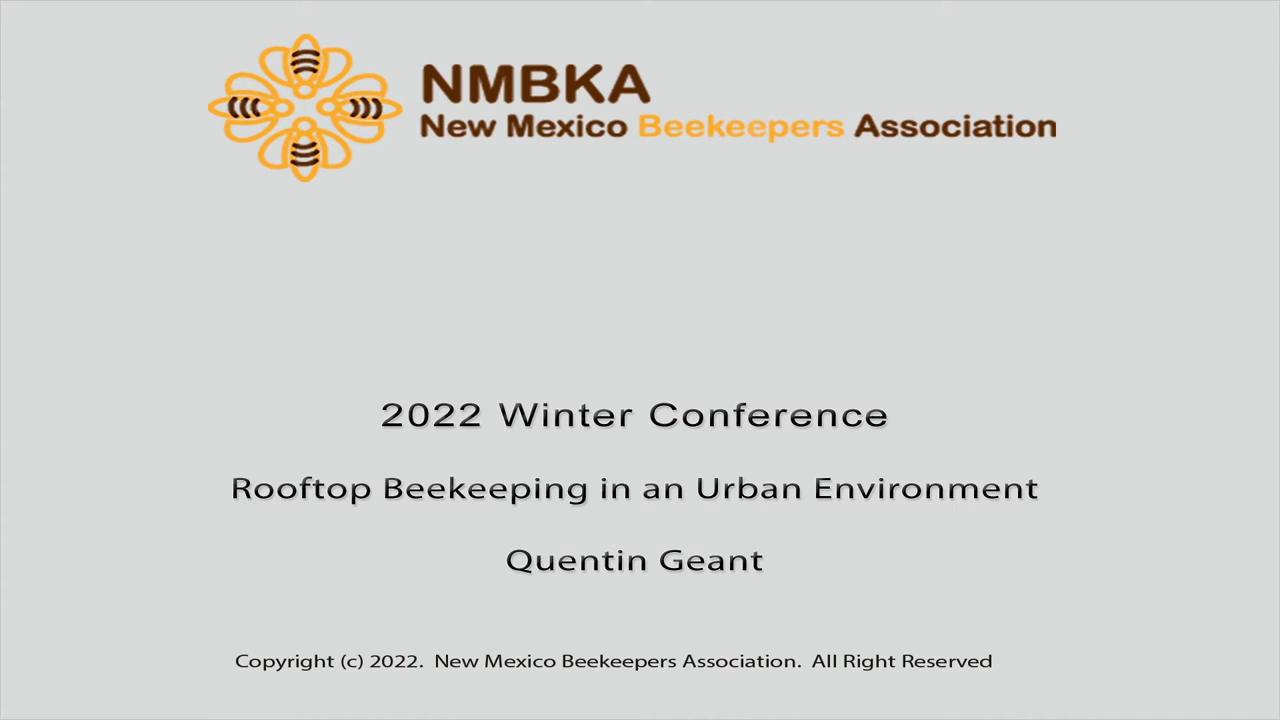 NMBKA
New Mexico Beekeepers Association
2022 Winter Conference
Rooftop Beekeeping in an Urban Environment
Quentin Geant
Copyright (c) 2022.  New Mexico Beekeepers Association.  All Right Reserved